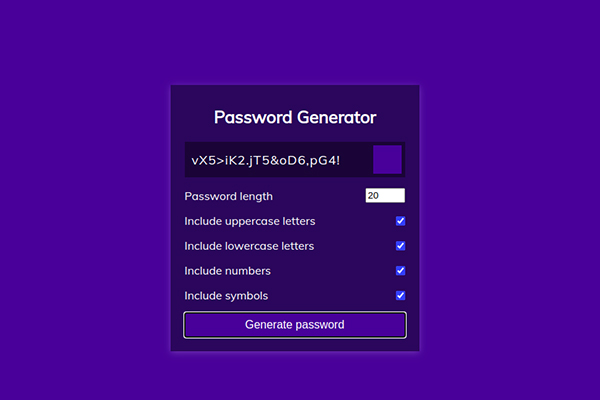 Password Generator
vX5>iK2.jT5&oD6,pG4!
Password length 20
Include uppercase letters
Include lowercase letters
Include numbers
Include symbols
Generate password